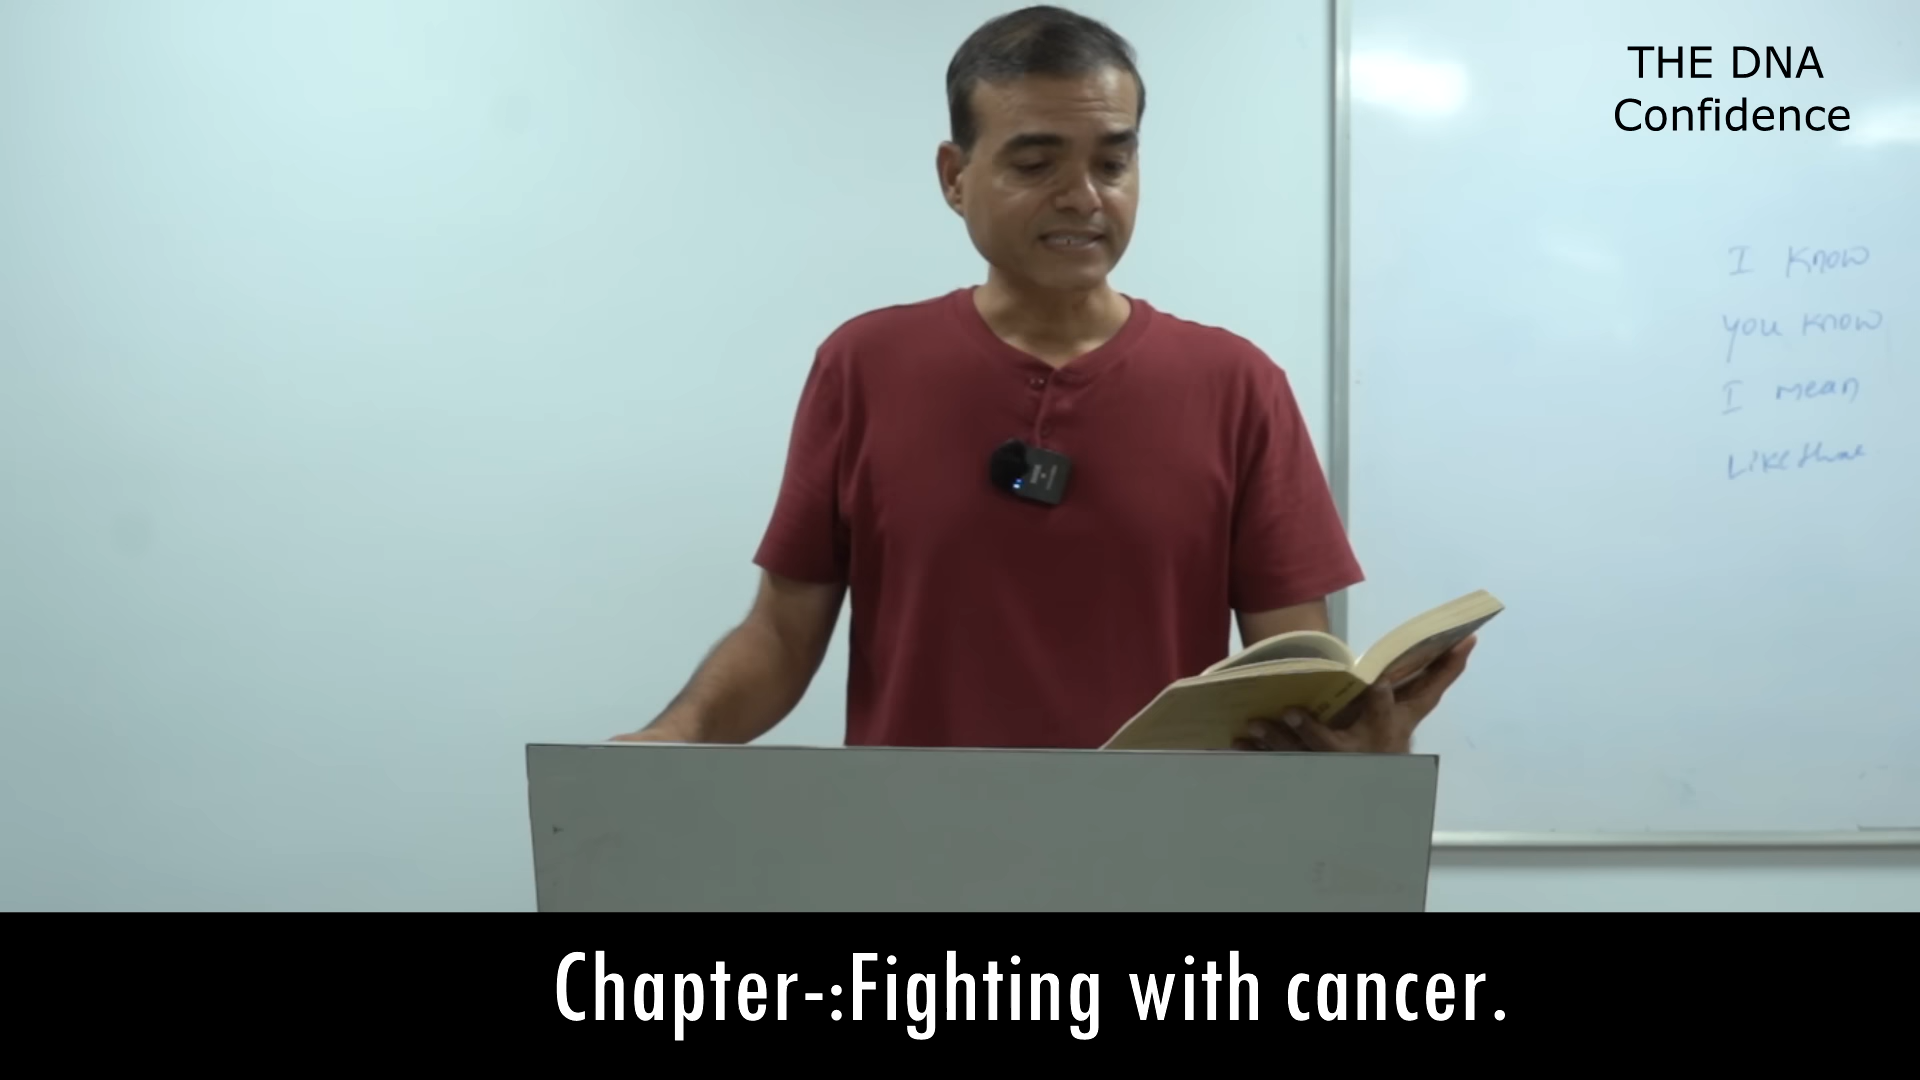 THE DNA
Confidence
I know
you know
I mean
Like that
Chapter-:Fighting with cancer.